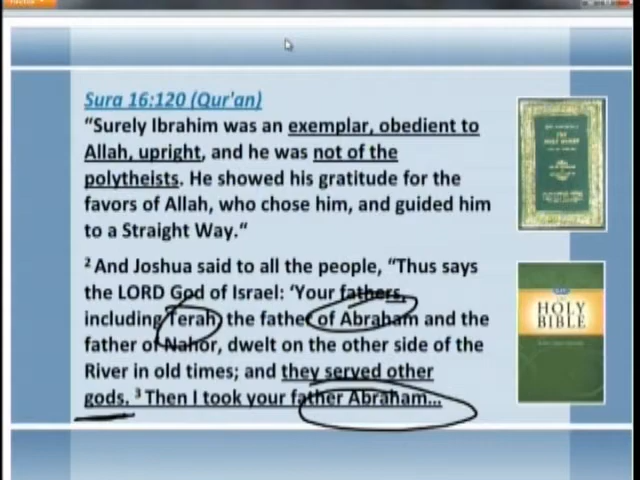 Sura 16:120 (Qur'an)
“Surely Ibrahim was an exemplar, obedient to
Allah, upright, and he was not of the
polytheists. He showed his gratitude for the
favors of Allah, who chose him, and guided him
to a Straight Way.“
²And Joshua said to all the people, “Thus says
the LORD God of Israel: ‘Your fathers,
including Terah, the father of Abraham and the
father of Nahor, dwelt on the other side of the
River in old times; and they served other
gods. ³Then I took your father Abraham...
HOLY
BIBLE